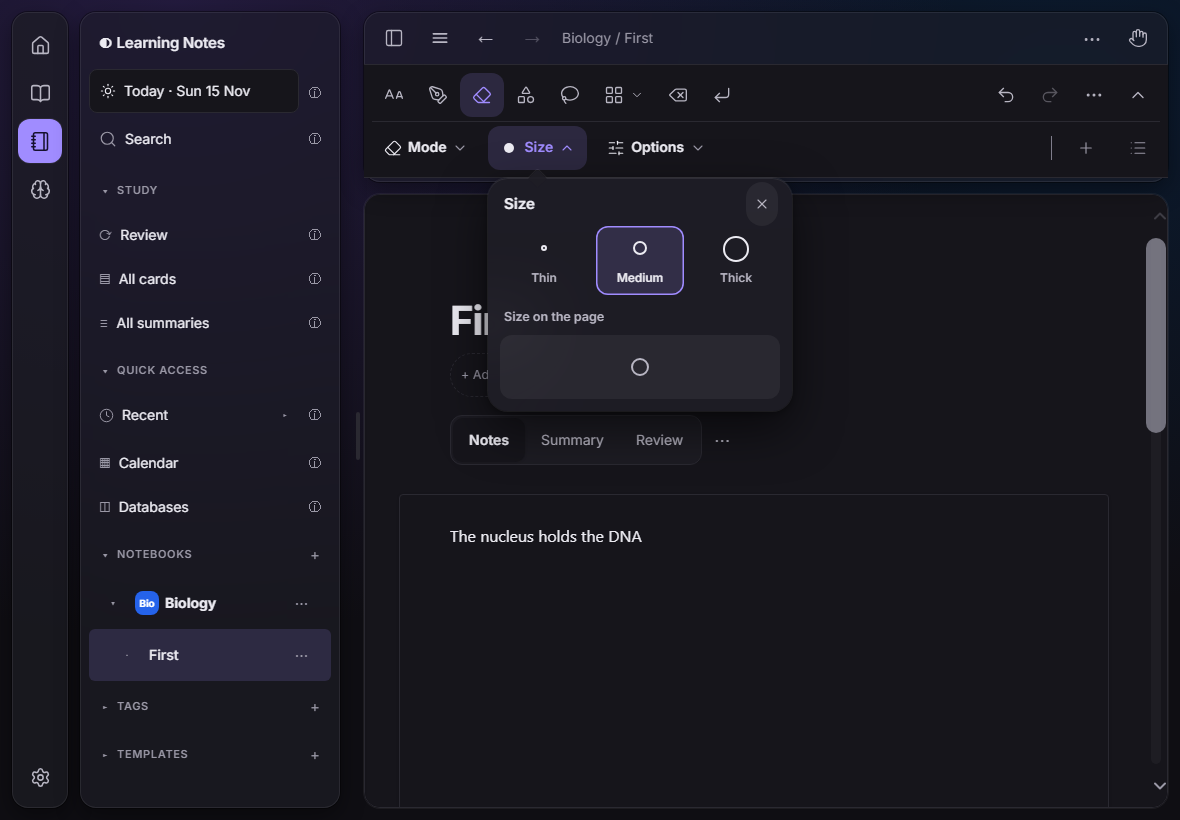 Learning Notes
Today · Sun 15 Nov
Search
STUDY
Review
All cards
All summaries
QUICK ACCESS
Recent
Calendar
Databases
NOTEBOOKS
Bio Biology
First
TAGS
TEMPLATES
Biology / First
AA
Mode
Size
Options
Size
Thin
Medium
Thick
Size on the page
Fi
+ Ad
Notes
Summary
Review
The nucleus holds the DNA